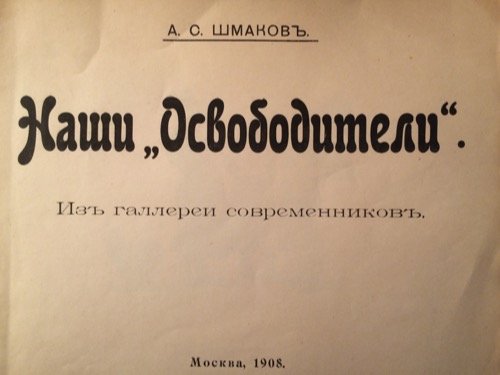 А. С. ШМАКОВЪ.
Наши „Освободители“.
Изъ галлереи современниковъ.
Москва, 1908.